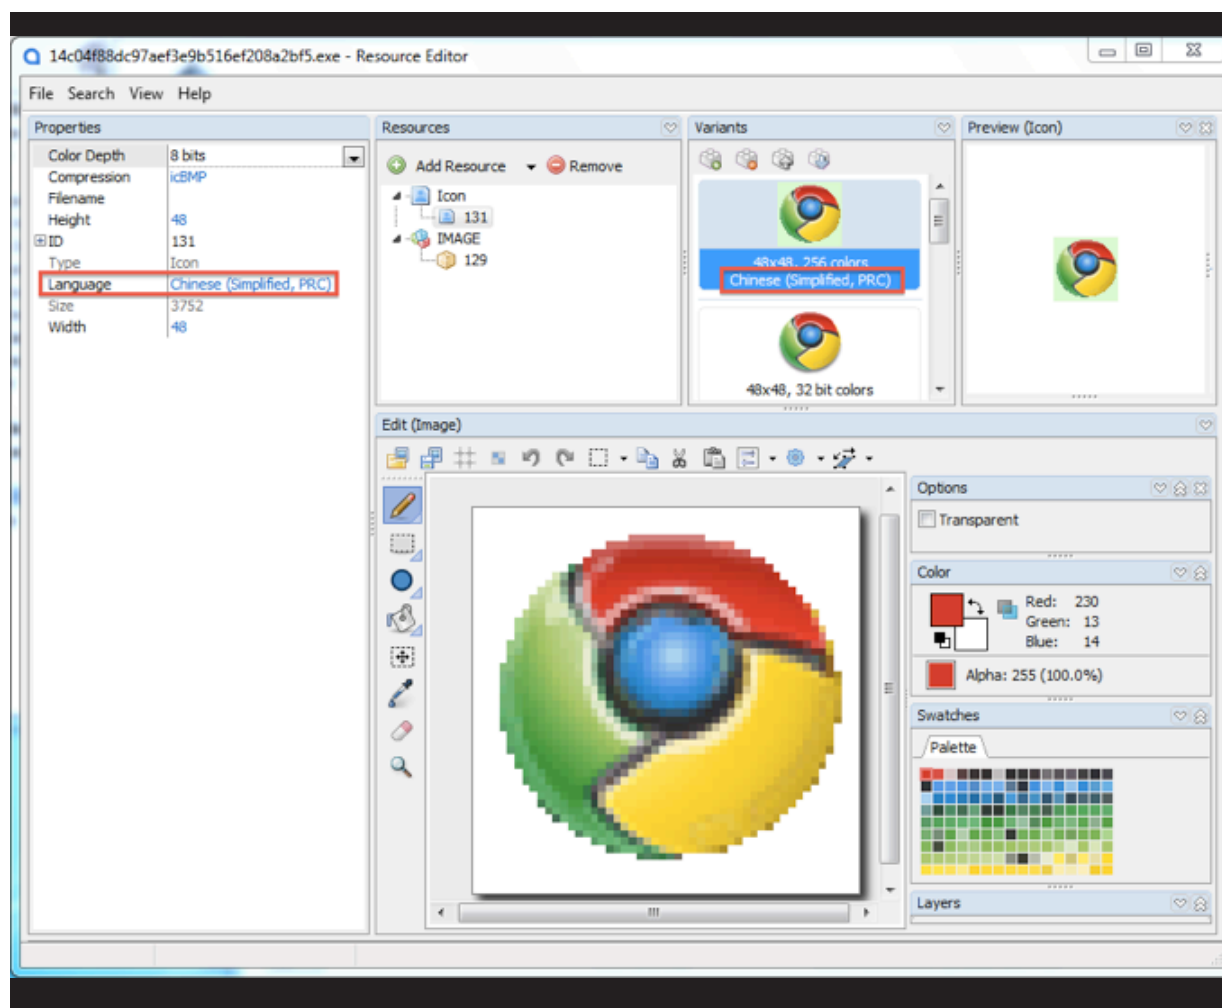 14c04f88dc97aef3e9b516ef208a2bf5.exe - Resource Editor
File Search View Help
Properties
Color Depth 8 bits
Compression icBMP
Filename
Height 48
ID 131
Type Icon
Language Chinese (Simplified, PRC)
Size 3752
Width 48
Resources
Add Resource Remove
Icon
131
IMAGE
129
Variants
48x48, 256 colors
Chinese (Simplified, PRC)
48x48, 32 bit colors
Preview (Icon)
Edit (Image)
Options
Transparent
Color
Red: 230
Green: 13
Blue: 14
Alpha: 255 (100.0%)
Swatches
Palette
Layers